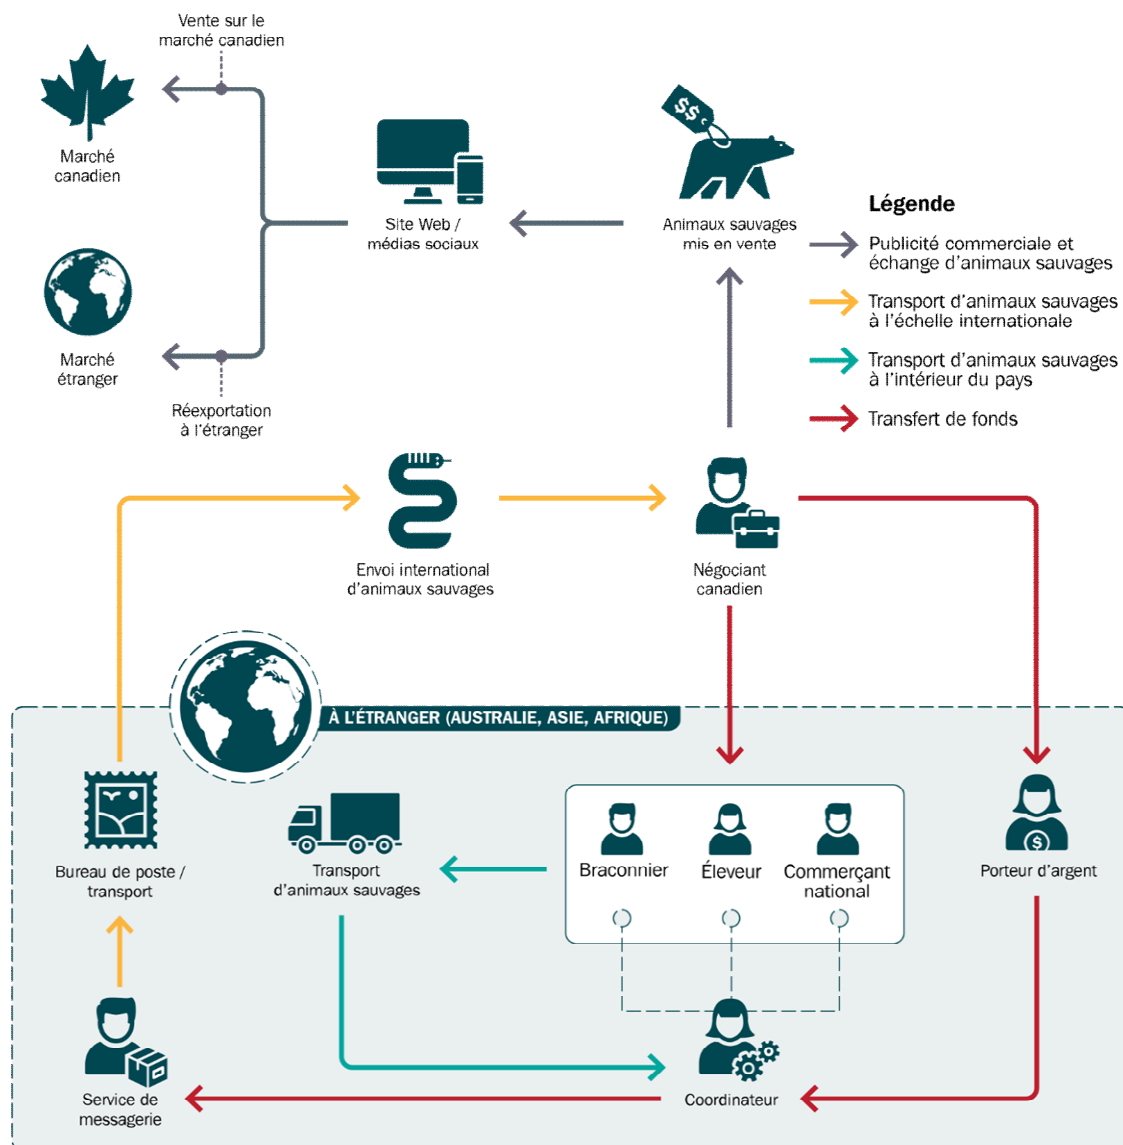 Vente sur le
marché canadien
Marché
canadien
Site Web /
médias sociaux
$$
Animaux sauvages
mis en vente
Légende
Publicité commerciale et
échange d'animaux sauvages
Transport d'animaux sauvages
à l'échelle internationale
Transport d'animaux sauvages
à l'intérieur du pays
Transfert de fonds
Marché
étranger
Réexportation
à l'étranger
Envoi international
d'animaux sauvages
Négociant
canadien
À L'ÉTRANGER (AUSTRALIE, ASIE, AFRIQUE)
Bureau de poste /
transport
Transport
d'animaux sauvages
Braconnier
Éleveur
Commerçant
national
$
Porteur d'argent
Service de
messagerie
Coordinateur